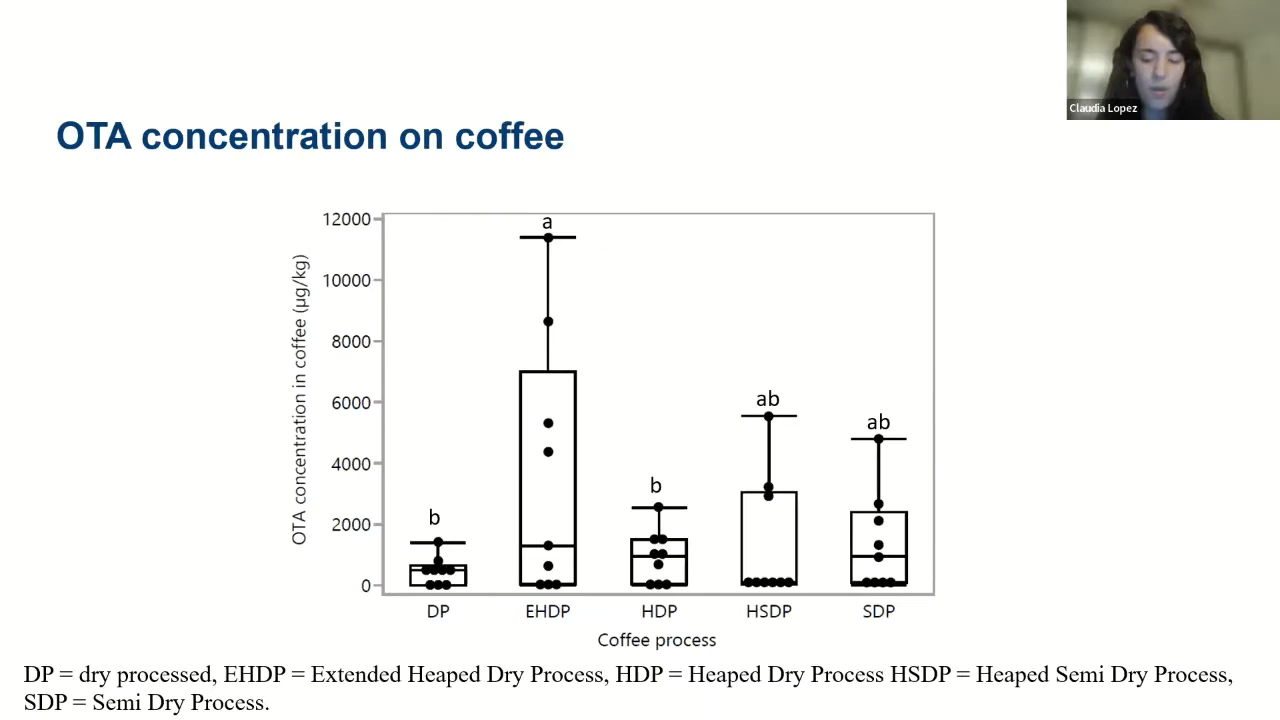 Claudia Lopez
OTA concentration on coffee
OTA concentration in coffee (µg/kg)
12000
10000
8000
6000
4000
2000
0
b
a
b
ab
ab
DP
EHDP
HDP
HSDP
SDP
Coffee process
DP = dry processed, EHDP = Extended Heaped Dry Process, HDP = Heaped Dry Process HSDP = Heaped Semi Dry Process,
SDP = Semi Dry Process.